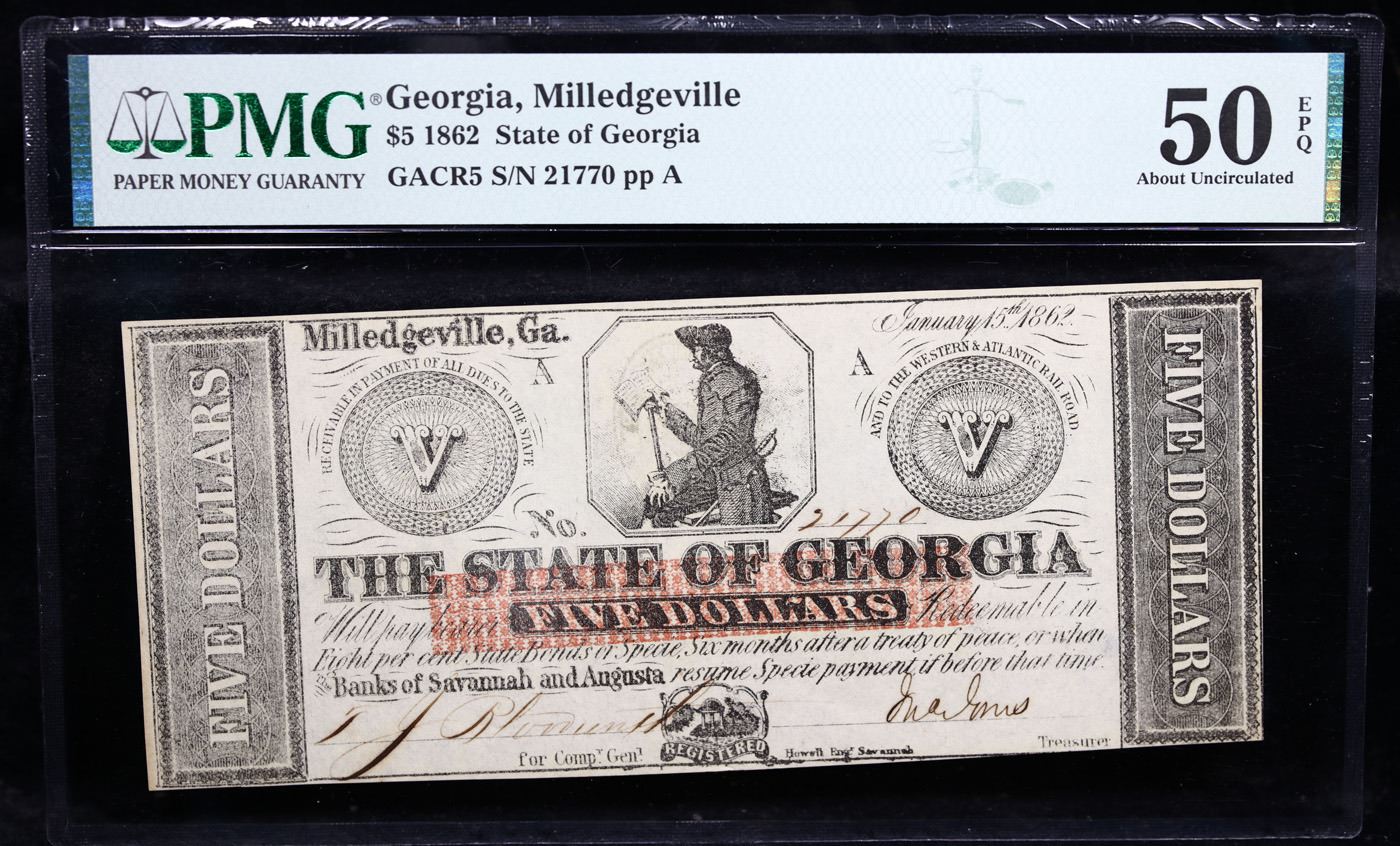 PMG®
PAPER MONEY GUARANTY
Georgia, Milledgeville
$5 1862 State of Georgia
GACR5 S/N 21770 pp A
50
EPQ
About Uncirculated
FIVE DOLLARS
Milledgeville, Ga.
January 15th 1862
RECEIVABLE IN PAYMENT OF ALL DUES TO THE STATE
V
A
A
AND TO THE WESTERN & ATLANTIC RAIL ROAD
V
No.
21770
THE STATE OF GEORGIA
Will pay bearer FIVE DOLLARS Redeemable in
Eight per cent State Bonds or Specie, Six months after a treaty of peace, or when
the Banks of Savannah and Augusta resume Specie payment if before that time
Jno Jones
for Compr. Genl.
REGISTERED
Howell Engr. Savannah
Treasurer
FIVE DOLLARS